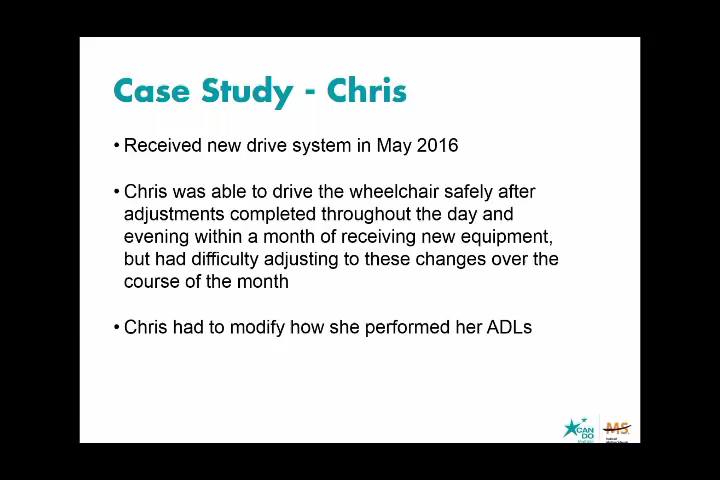 Case Study - Chris
• Received new drive system in May 2016
• Chris was able to drive the wheelchair safely after
adjustments completed throughout the day and
evening within a month of receiving new equipment,
but had difficulty adjusting to these changes over the
course of the month
• Chris had to modify how she performed her ADLs
CAN
DO
MS